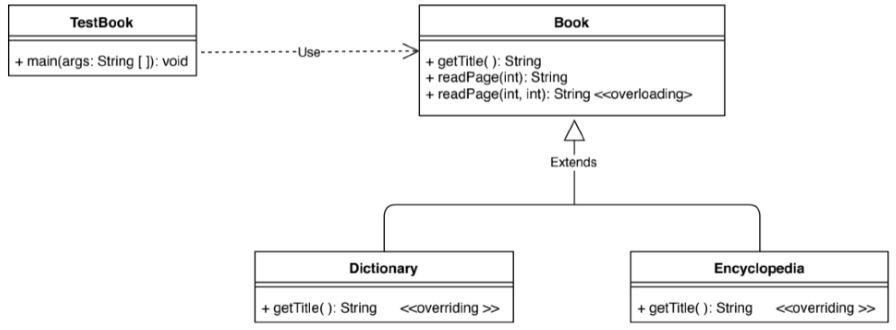 TestBook
+ main(args: String [ ]): void
Use
Book
+ getTitle( ): String
+ readPage(int): String
+ readPage(int, int): String <<overloading>
Extends
Dictionary
+ getTitle( ): String <<overriding >>
Encyclopedia
+ getTitle( ): String <<overriding >>